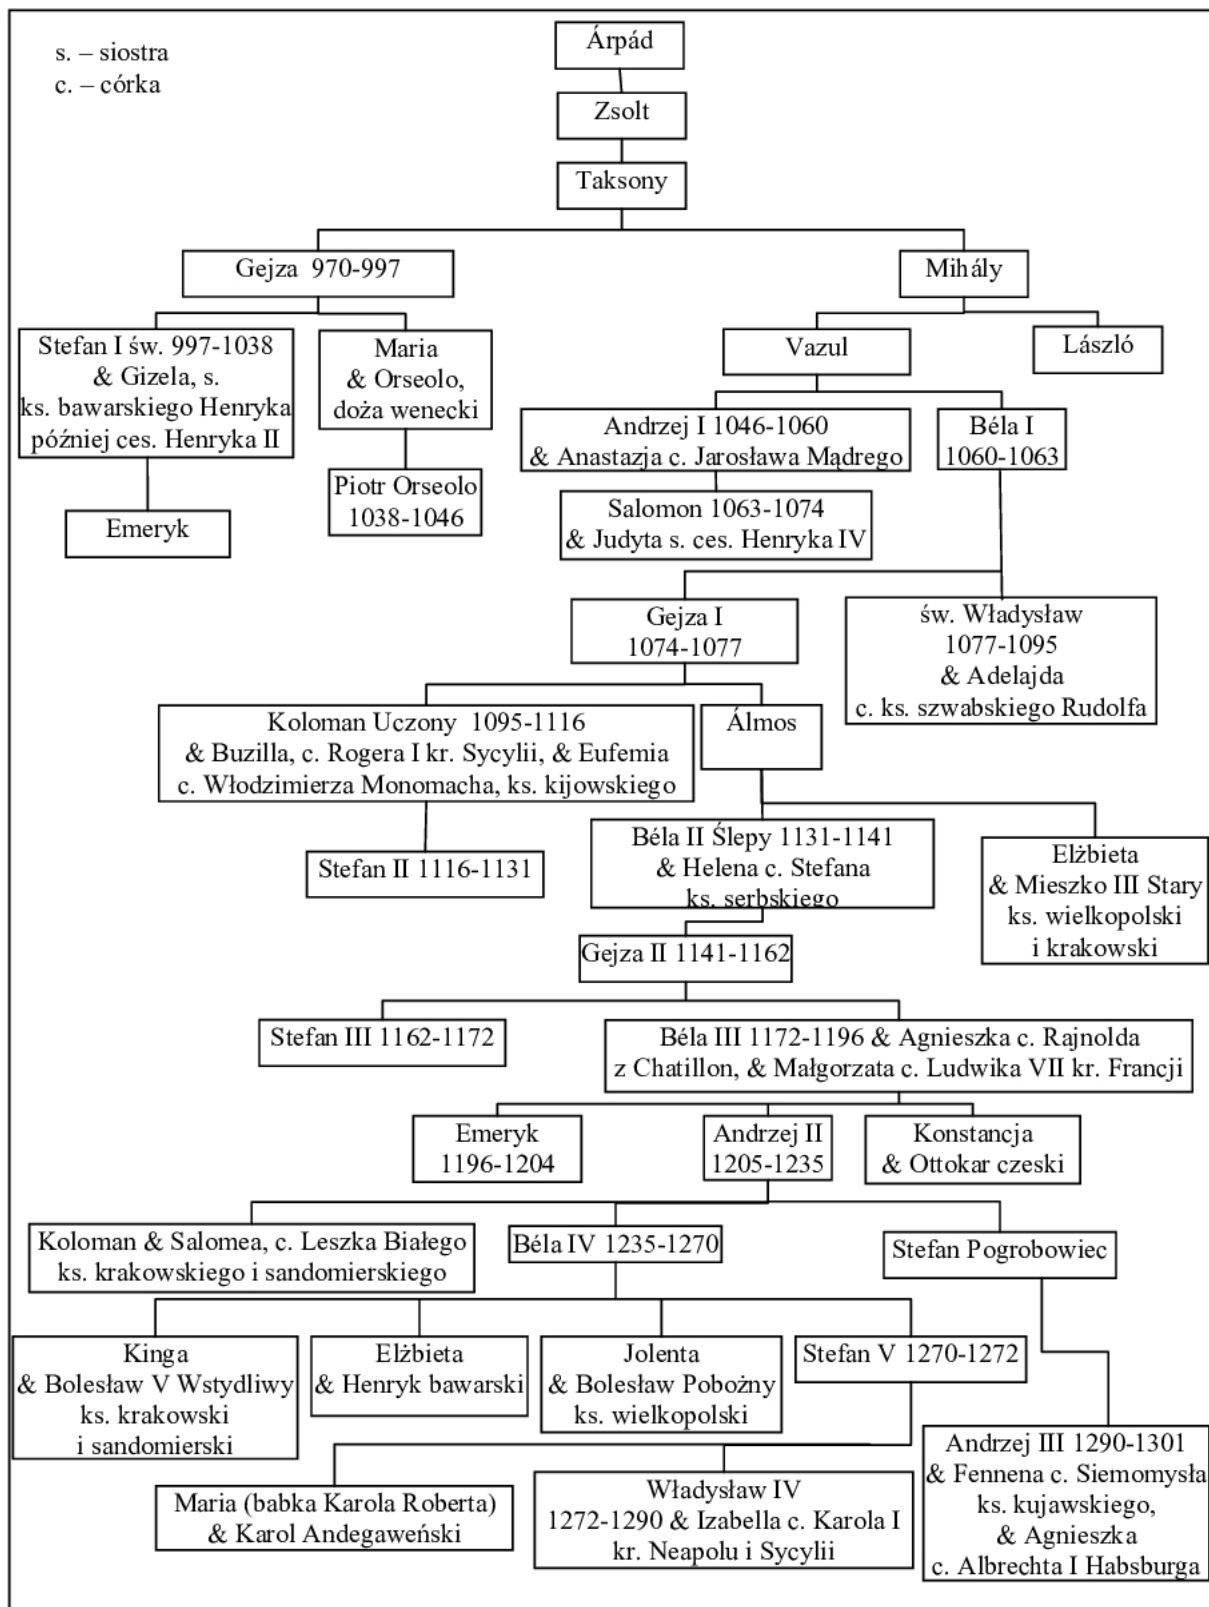 s. – siostra
c. – córka
Árpád
Zsolt
Taksony
Gejza 970-997
Mihály
Stefan I św. 997-1038
& Gizela, s.
ks. bawarskiego Henryka
później ces. Henryka II
Maria
& Orseolo,
doża wenecki
Vazul
László
Andrzej I 1046-1060
& Anastazja c. Jarosława Mądrego
Béla I
1060-1063
Emeryk
Piotr Orseolo
1038-1046
Salomon 1063-1074
& Judyta s. ces. Henryka IV
Gejza I
1074-1077
św. Władysław
1077-1095
& Adelajda
c. ks. szwabskiego Rudolfa
Koloman Uczony 1095-1116
& Buzilla, c. Rogera I kr. Sycylii, & Eufemia
c. Włodzimierza Monomacha, ks. kijowskiego
Álmos
Stefan II 1116-1131
Béla II Ślepy 1131-1141
& Helena c. Stefana
ks. serbskiego
Elżbieta
& Mieszko III Stary
ks. wielkopolski
i krakowski
Gejza II 1141-1162
Stefan III 1162-1172
Béla III 1172-1196 & Agnieszka c. Rajnolda
z Chatillon, & Małgorzata c. Ludwika VII kr. Francji
Emeryk
1196-1204
Andrzej II
1205-1235
Konstancja
& Ottokar czeski
Koloman & Salomea, c. Leszka Białego
ks. krakowskiego i sandomierskiego
Béla IV 1235-1270
Stefan Pogrobowiec
Kinga
& Bolesław V Wstydliwy
ks. krakowski
i sandomierski
Elżbieta
& Henryk bawarski
Jolenta
& Bolesław Pobożny
ks. wielkopolski
Stefan V 1270-1272
Maria (babka Karola Roberta)
& Karol Andegaweński
Władysław IV
1272-1290 & Izabella c. Karola I
kr. Neapolu i Sycylii
Andrzej III 1290-1301
& Fennena c. Siemomysła
ks. kujawskiego,
& Agnieszka
c. Albrechta I Habsburga